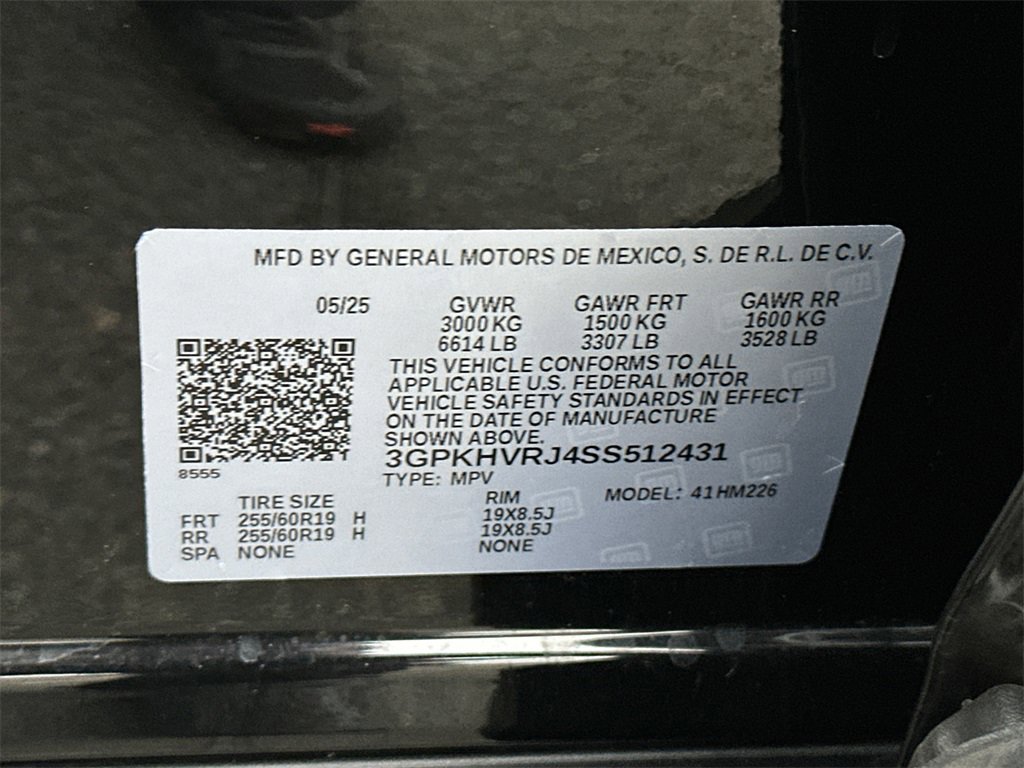 MFD BY GENERAL MOTORS DE MEXICO, S. DE R.L. DE C.V.
05/25 GVWR GAWR FRT GAWR RR
3000 KG 1500 KG 1600 KG
6614 LB 3307 LB 3528 LB
THIS VEHICLE CONFORMS TO ALL
APPLICABLE U.S. FEDERAL MOTOR
VEHICLE SAFETY STANDARDS IN EFFECT
ON THE DATE OF MANUFACTURE
SHOWN ABOVE.
3GPKHVRJ4SS512431
8555
TYPE: MPV
TIRE SIZE RIM MODEL: 41HM226
FRT 255/60R19 H 19X8.5J
RR 255/60R19 H 19X8.5J
SPA NONE NONE